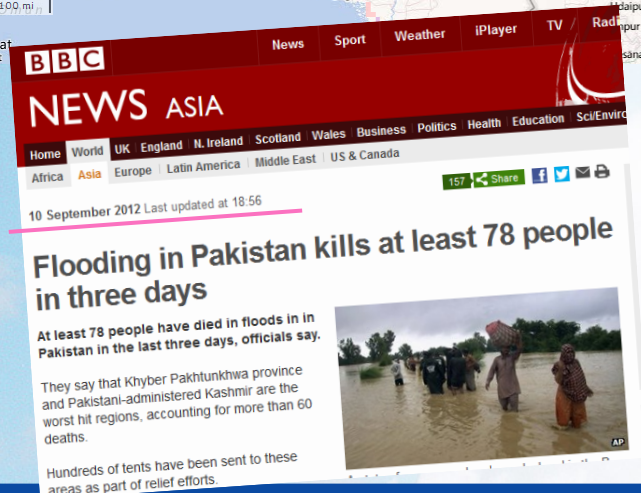 100 mi
BBC
News Sport Weather iPlayer TV
NEWS ASIA
Home World UK England N. Ireland Scotland Wales Business Politics Health Education
Africa Asia Europe Latin America Middle East US & Canada
157 Share
10 September 2012 Last updated at 18:56
Flooding in Pakistan kills at least 78 people
in three days
At least 78 people have died in floods in in
Pakistan in the last three days, officials say.
They say that Khyber Pakhtunkhwa province
and Pakistani-administered Kashmir are the
worst hit regions, accounting for more than 60
deaths.
Hundreds of tents have been sent to these
areas as part of relief efforts.
AP